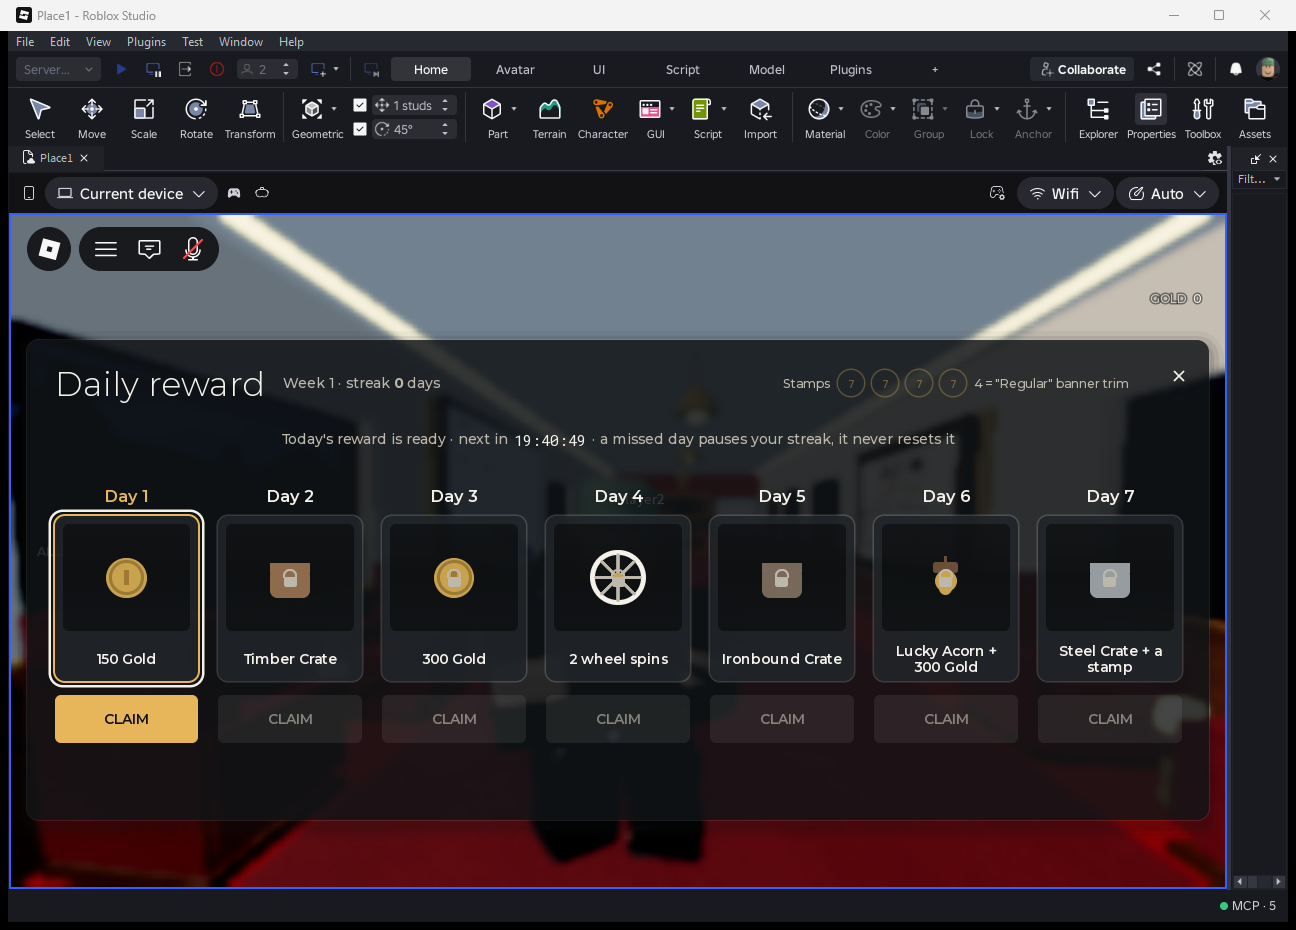 Place1 - Roblox Studio
File Edit View Plugins Test Window Help
Server... 2 Home Avatar UI Script Model Plugins + Collaborate
1 studs
45°
Select Move Scale Rotate Transform Geometric Part Terrain Character GUI Script Import Material Color Group Lock Anchor Explorer Properties Toolbox Assets
Place1
Filt...
Current device Wifi Auto
GOLD 0
Daily reward Week 1 · streak 0 days Stamps 7 7 7 7 4 = "Regular" banner trim
Today's reward is ready · next in 19:40:49 · a missed day pauses your streak, it never resets it
Day 1 Day 2 Day 3 Day 4 Day 5 Day 6 Day 7
150 Gold Timber Crate 300 Gold 2 wheel spins Ironbound Crate Lucky Acorn + 300 Gold Steel Crate + a stamp
CLAIM CLAIM CLAIM CLAIM CLAIM CLAIM CLAIM
MCP · 5